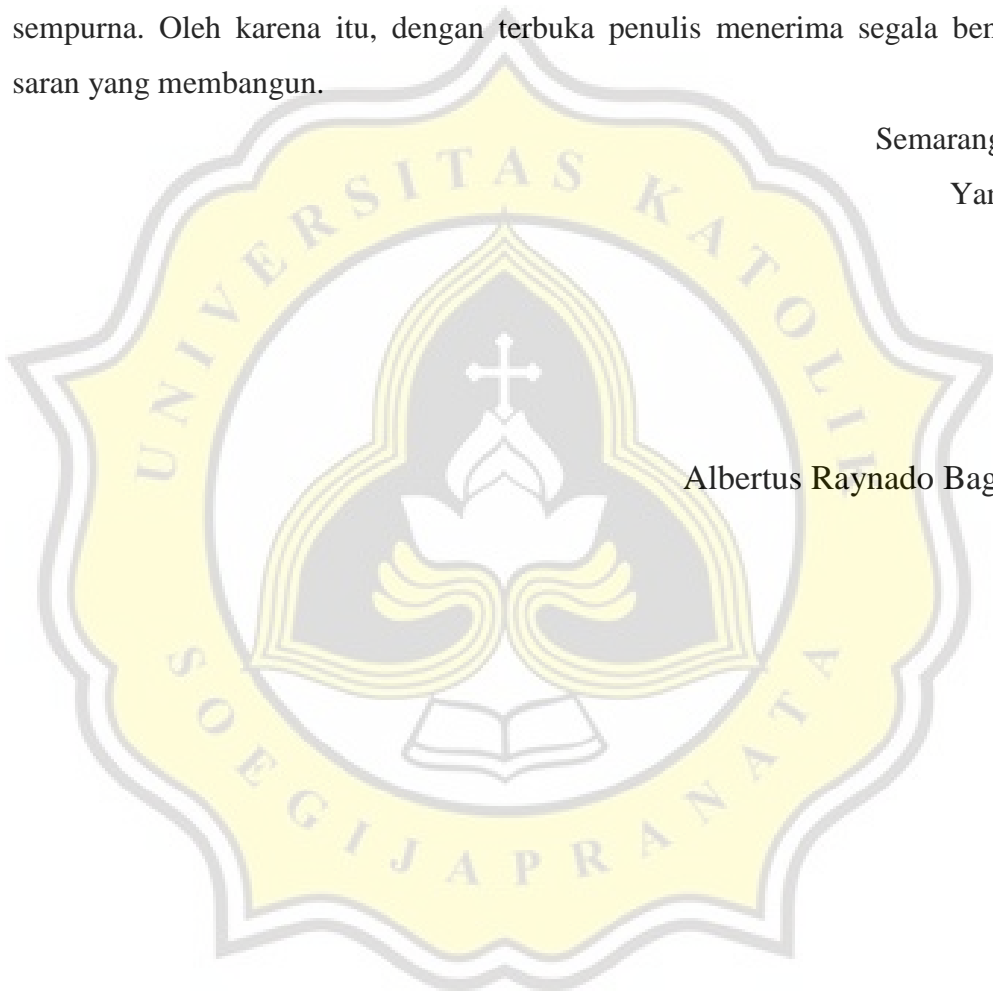 sempurna. Oleh karena itu, dengan terbuka penulis menerima segala ben
saran yang membangun.
Semarang
Yan
Albertus Raynado Bag
UNIVERSITAS KATOLIK
SOEGIJAPRANATA